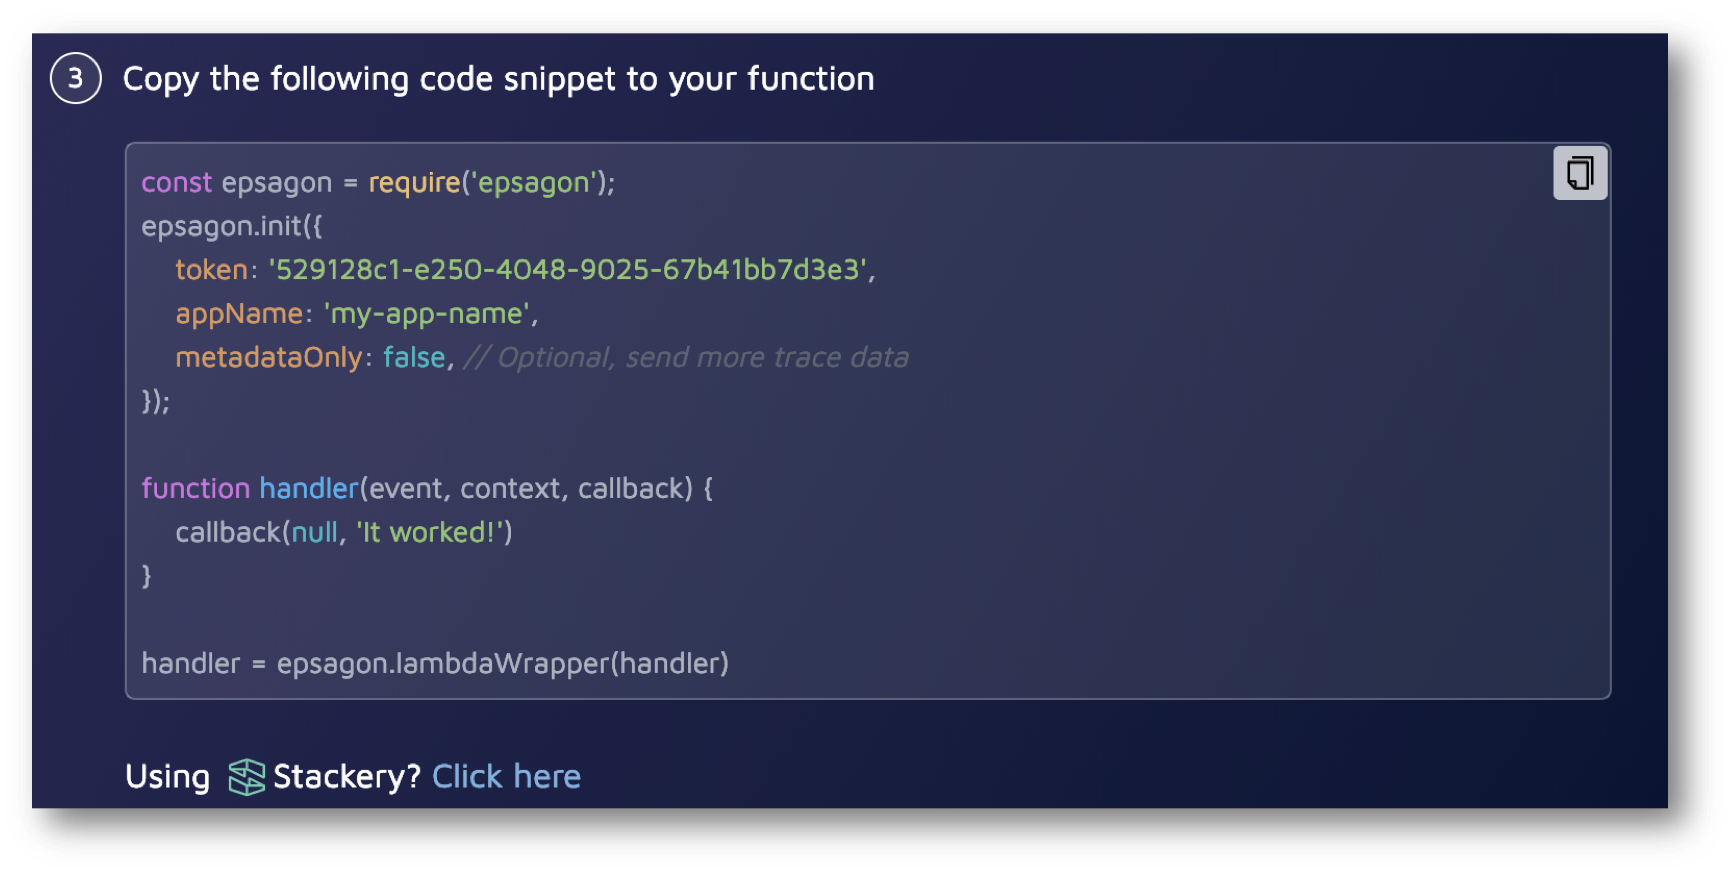 3 Copy the following code snippet to your function
const epsagon = require('epsagon');
epsagon.init({
token: '529128c1-e250-4048-9025-67b41bb7d3e3',
appName: 'my-app-name',
metadataOnly: false, // Optional, send more trace data
});
function handler(event, context, callback) {
callback(null, 'It worked!')
}
handler = epsagon.lambdaWrapper(handler)
Using Stackery? Click here